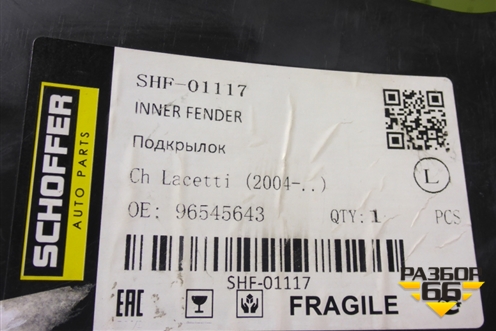 SCHOFFER
AUTO PARTS
SHF-01117
INNER FENDER
Подкрылок
Ch Lacetti (2004-..)
L
OE: 96545643 QTY: 1 PCS
SHF-01117
EAC FRAGILE
РАЗБОР
66